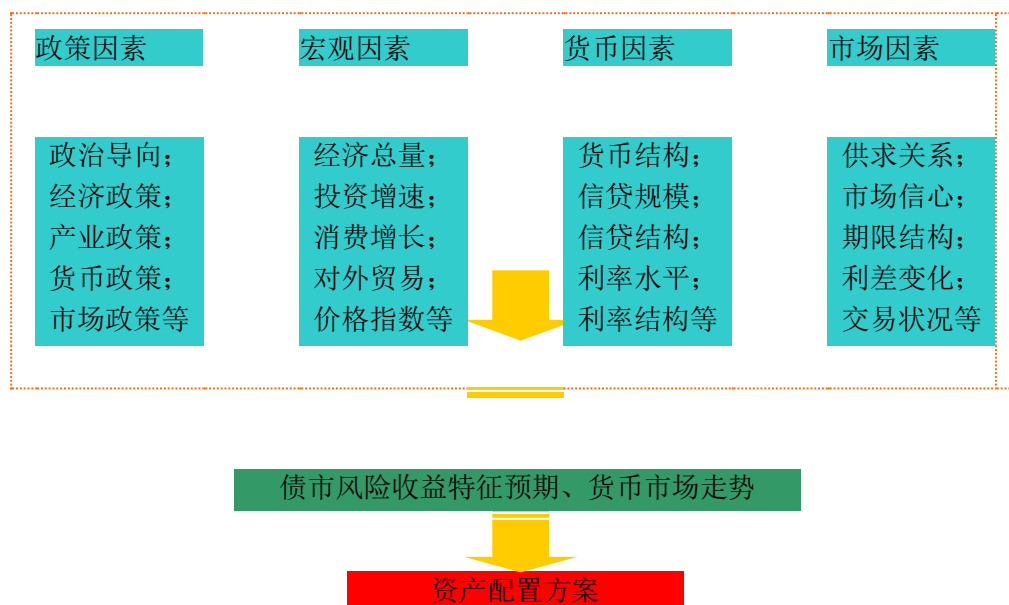 政策因素
宏观因素
货币因素
市场因素
政治导向；
经济政策；
产业政策；
货币政策；
市场政策等
经济总量；
投资增速；
消费增长；
对外贸易；
价格指数等
货币结构；
信贷规模；
信贷结构；
利率水平；
利率结构等
供求关系；
市场信心；
期限结构；
利差变化；
交易状况等
债市风险收益特征预期、货币市场走势
资产配置方案